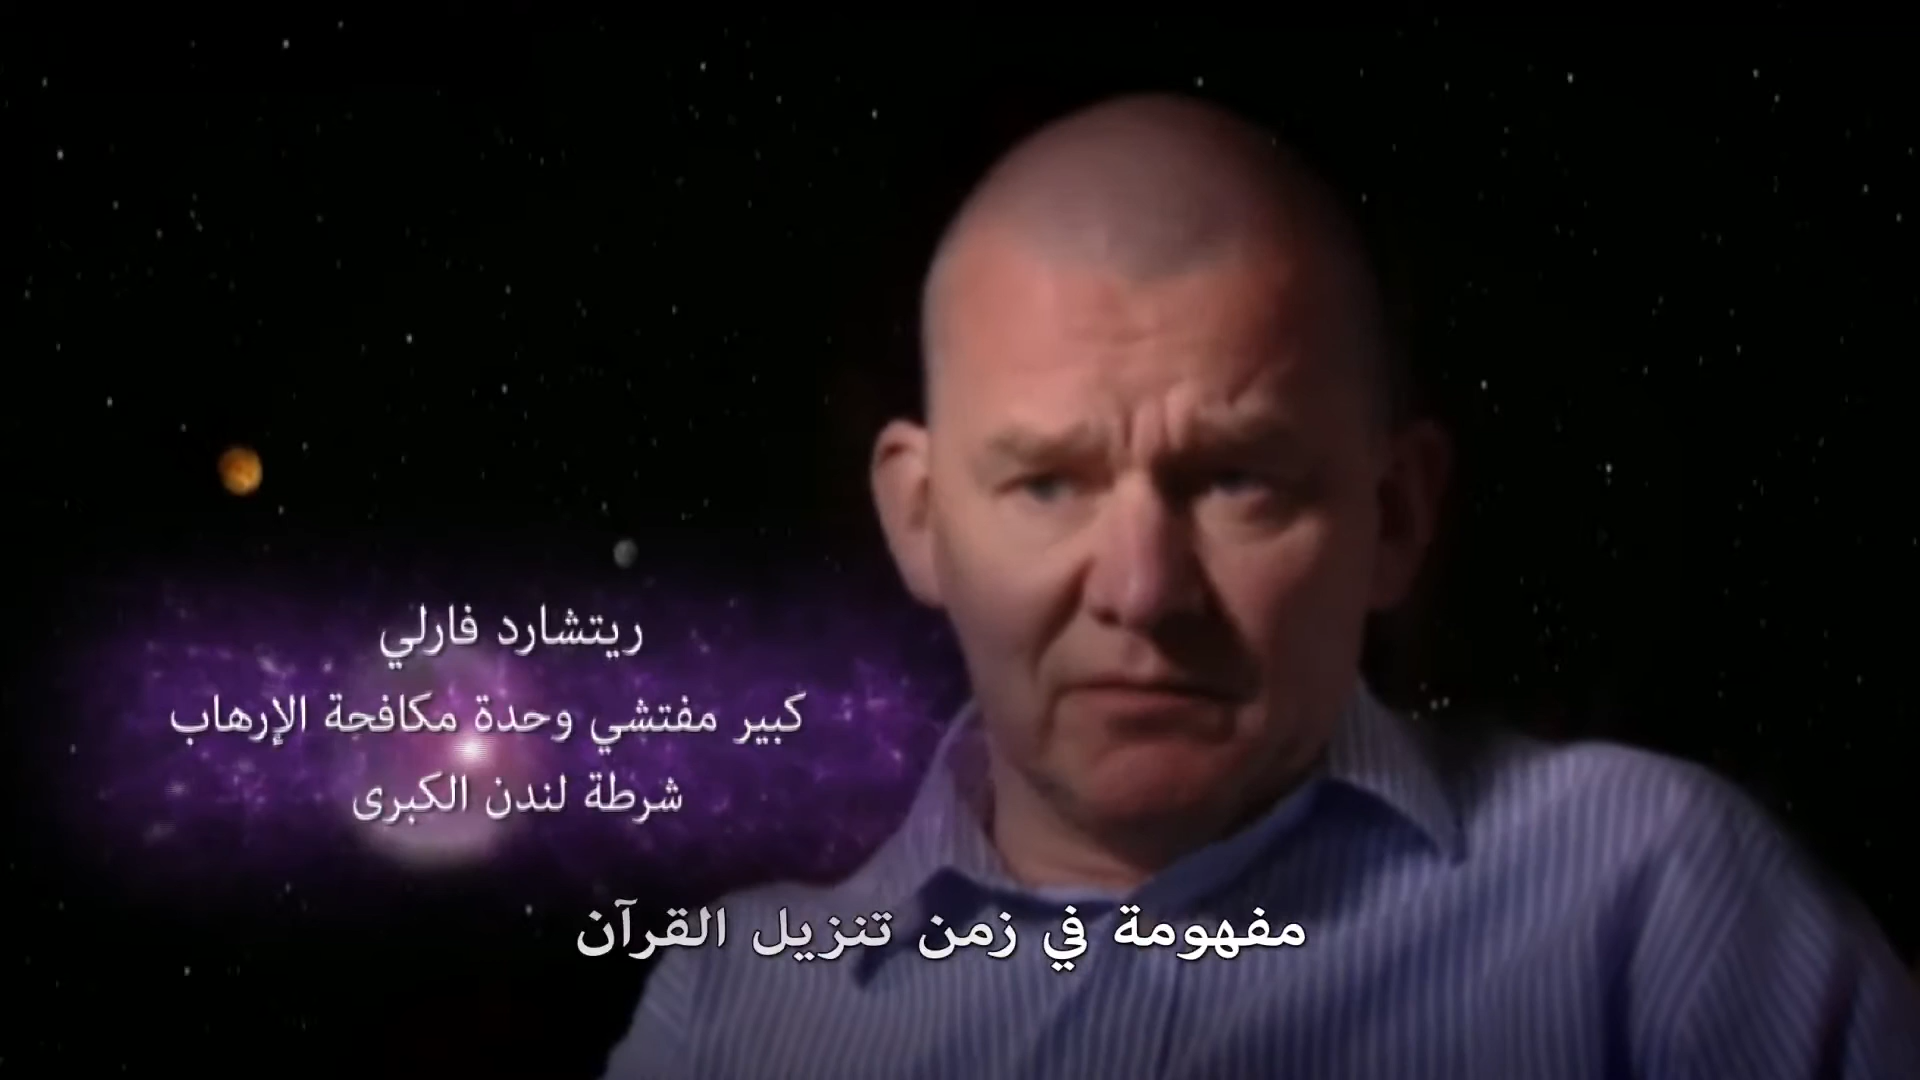 ريتشارد فارلي
كبير مفتشي وحدة مكافحة الإرهاب
شرطة لندن الكبرى
مفهومة في زمن تنزيل القرآن